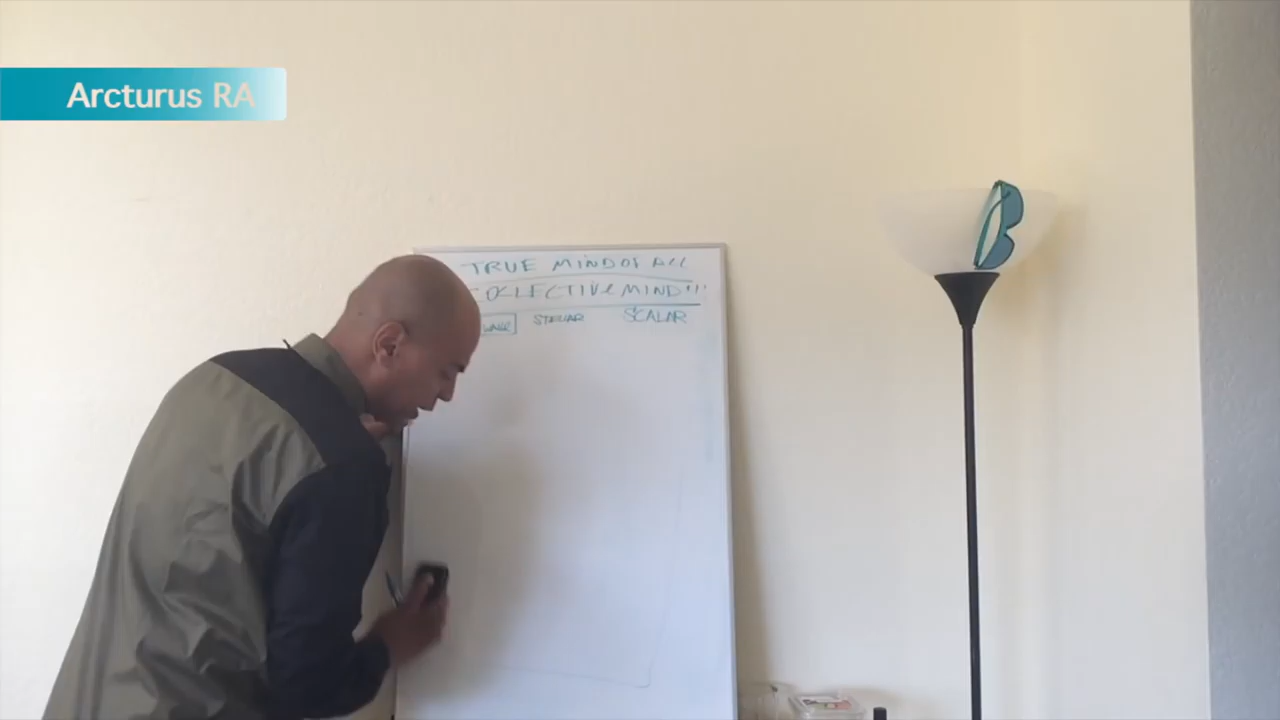 Arcturus RA
TRUE MIND OF ALL
COLLECTIVE MIND!!!
STELLAR SCALAR